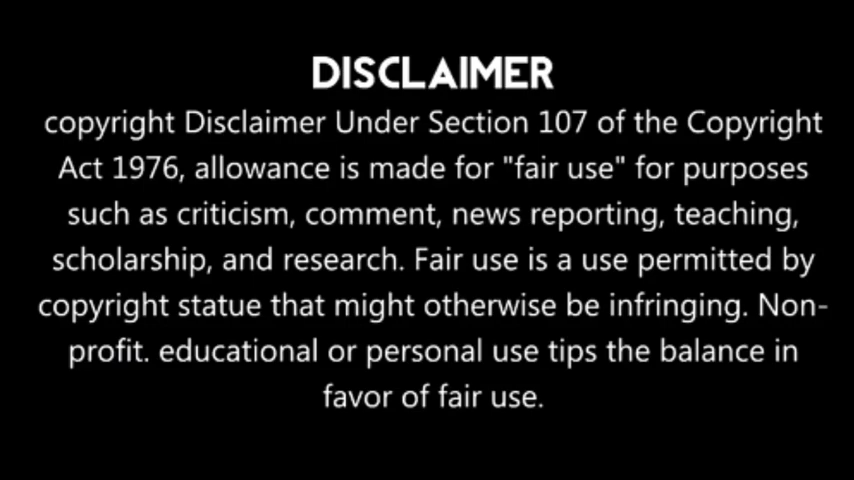 DISCLAIMER
copyright Disclaimer Under Section 107 of the Copyright
Act 1976, allowance is made for "fair use" for purposes
such as criticism, comment, news reporting, teaching,
scholarship, and research. Fair use is a use permitted by
copyright statue that might otherwise be infringing. Non-
profit. educational or personal use tips the balance in
favor of fair use.